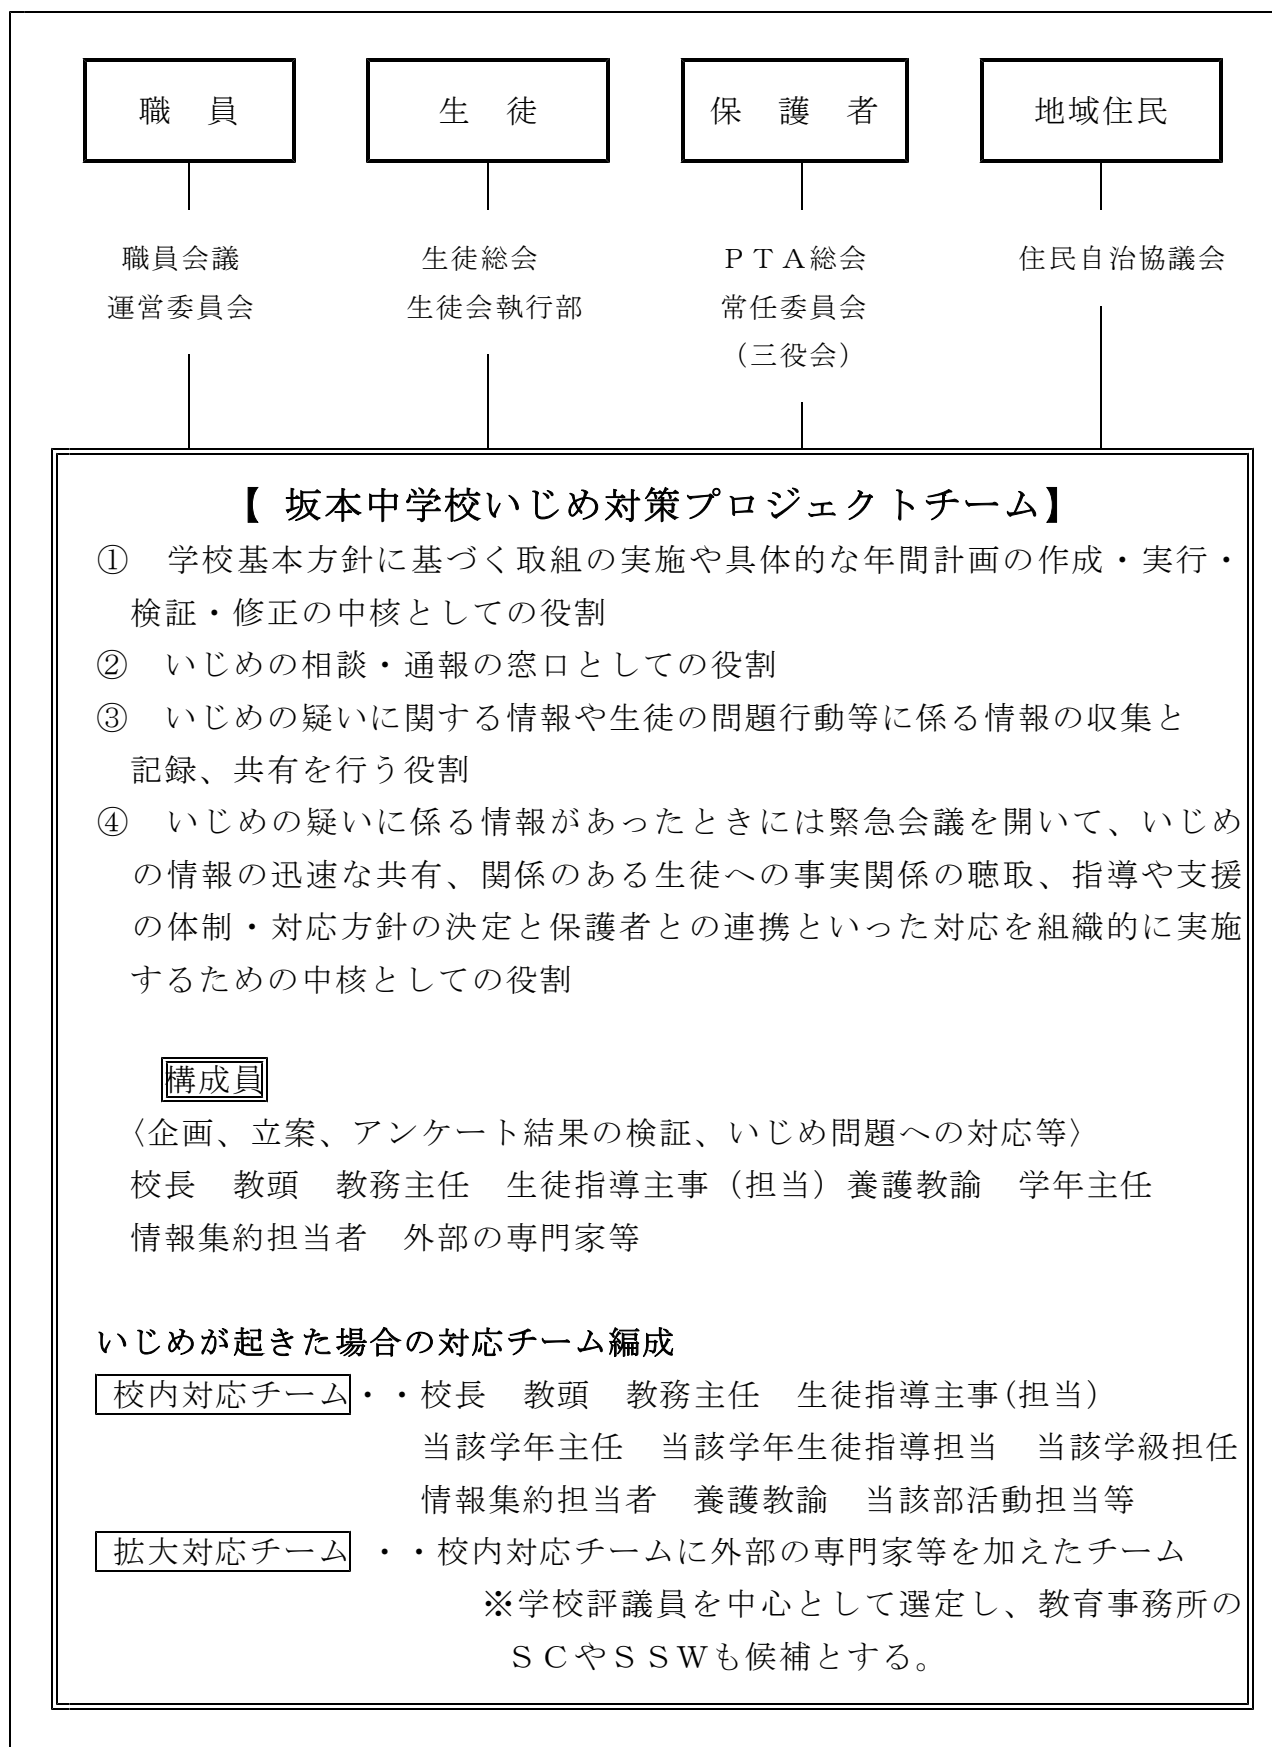 職　員
生　徒
保　護　者
地域住民
職員会議
運営委員会
生徒総会
生徒会執行部
ＰＴＡ総会
常任委員会
（三役会）
住民自治協議会
【 坂本中学校いじめ対策プロジェクトチーム】
①　学校基本方針に基づく取組の実施や具体的な年間計画の作成・実行・
検証・修正の中核としての役割
②　いじめの相談・通報の窓口としての役割
③　いじめの疑いに関する情報や生徒の問題行動等に係る情報の収集と
記録、共有を行う役割
④　いじめの疑いに係る情報があったときには緊急会議を開いて、いじめ
の情報の迅速な共有、関係のある生徒への事実関係の聴取、指導や支援
の体制・対応方針の決定と保護者との連携といった対応を組織的に実施
するための中核としての役割
構成員
〈企画、立案、アンケート結果の検証、いじめ問題への対応等〉
校長　教頭　教務主任　生徒指導主事（担当）養護教諭　学年主任
情報集約担当者　外部の専門家等
いじめが起きた場合の対応チーム編成
校内対応チーム・・校長　教頭　教務主任　生徒指導主事(担当）
当該学年主任　当該学年生徒指導担当　当該学級担任
情報集約担当者　養護教諭　当該部活動担当等
拡大対応チーム ・・校内対応チームに外部の専門家等を加えたチーム
※学校評議員を中心として選定し、教育事務所の
ＳＣやＳＳＷも候補とする。